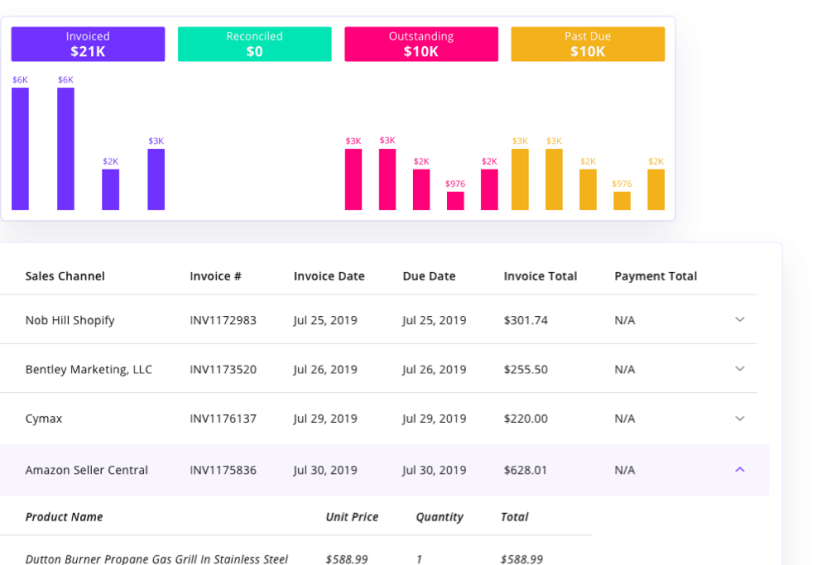 Invoiced Reconciled Outstanding Past Due
$21K $0 $10K $10K
$6K $6K
$3K $3K $3K $3K $3K
$2K $2K $2K $2K $2K
$976 $976
Sales Channel Invoice # Invoice Date Due Date Invoice Total Payment Total
Nob Hill Shopify INV1172983 Jul 25, 2019 Jul 25, 2019 $301.74 N/A
Bentley Marketing, LLC INV1173520 Jul 26, 2019 Jul 26, 2019 $255.50 N/A
Cymax INV1176137 Jul 29, 2019 Jul 29, 2019 $220.00 N/A
Amazon Seller Central INV1175836 Jul 30, 2019 Jul 30, 2019 $628.01 N/A
Product Name Unit Price Quantity Total
Dutton Burner Propane Gas Grill In Stainless Steel $588.99 1 $588.99